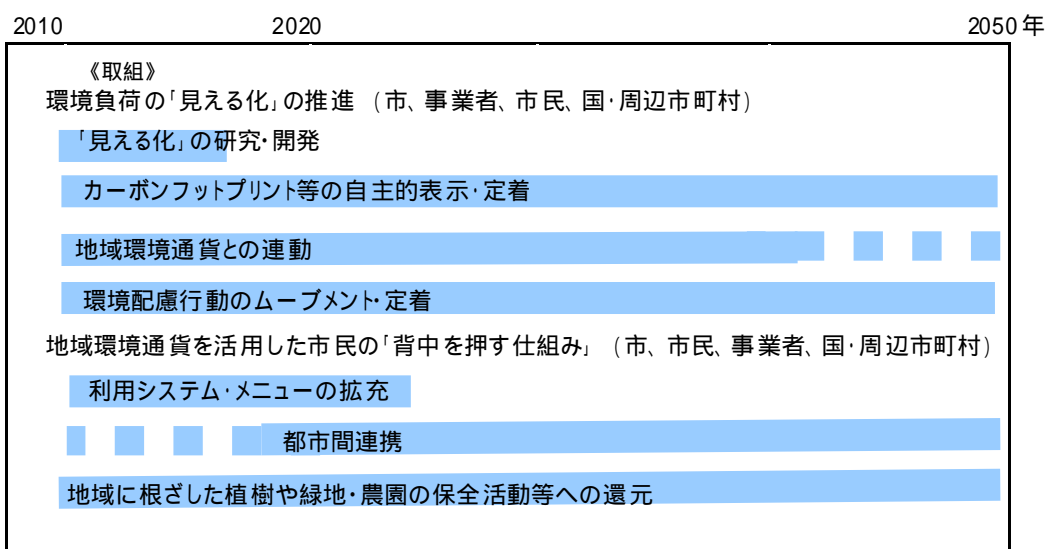 2010 2020 2050年
《取組》
環境負荷の「見える化」の推進 (市、事業者、市民、国・周辺市町村)
「見える化」の研究・開発
カーボンフットプリント等の自主的表示・定着
地域環境通貨との連動
環境配慮行動のムーブメント・定着
地域環境通貨を活用した市民の「背中を押す仕組み」 (市、市民、事業者、国・周辺市町村)
利用システム・メニューの拡充
都市間連携
地域に根ざした植樹や緑地・農園の保全活動等への還元